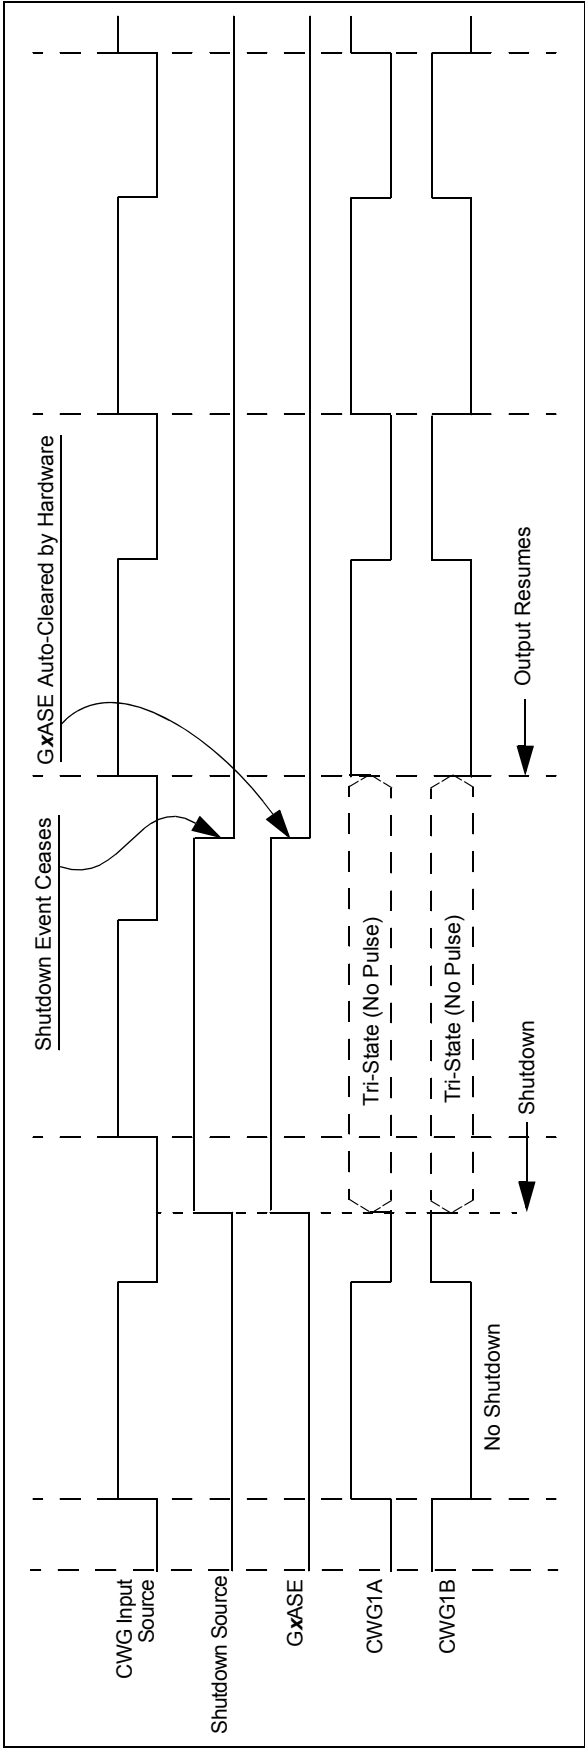 Shutdown Event Ceases
GxASE Auto-Cleared by Hardware
CWG Input
Source
Shutdown Source
GxASE
CWG1A
Tri-State (No Pulse)
CWG1B
Tri-State (No Pulse)
No Shutdown
Shutdown
Output Resumes